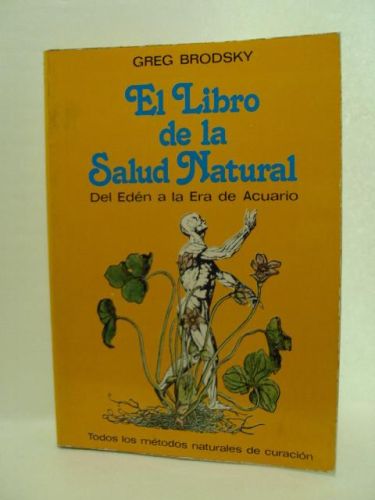 GREG BRODSKY
El Libro
de la
Salud Natural
Del Edén a la Era de Acuario
Todos los métodos naturales de curación